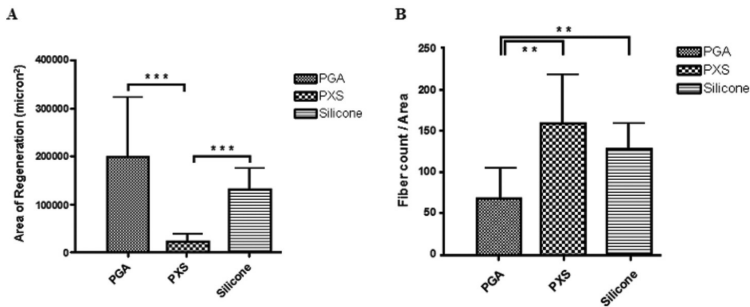 A
Area of Regeneration (micron²)
400000
300000
200000
100000
0
***
***
PGA
PXS
Silicone
PGA
PXS
Silicone
B
Fiber count / Area
250
200
150
100
50
0
**
**
PGA
PXS
Silicone
PGA
PXS
Silicone